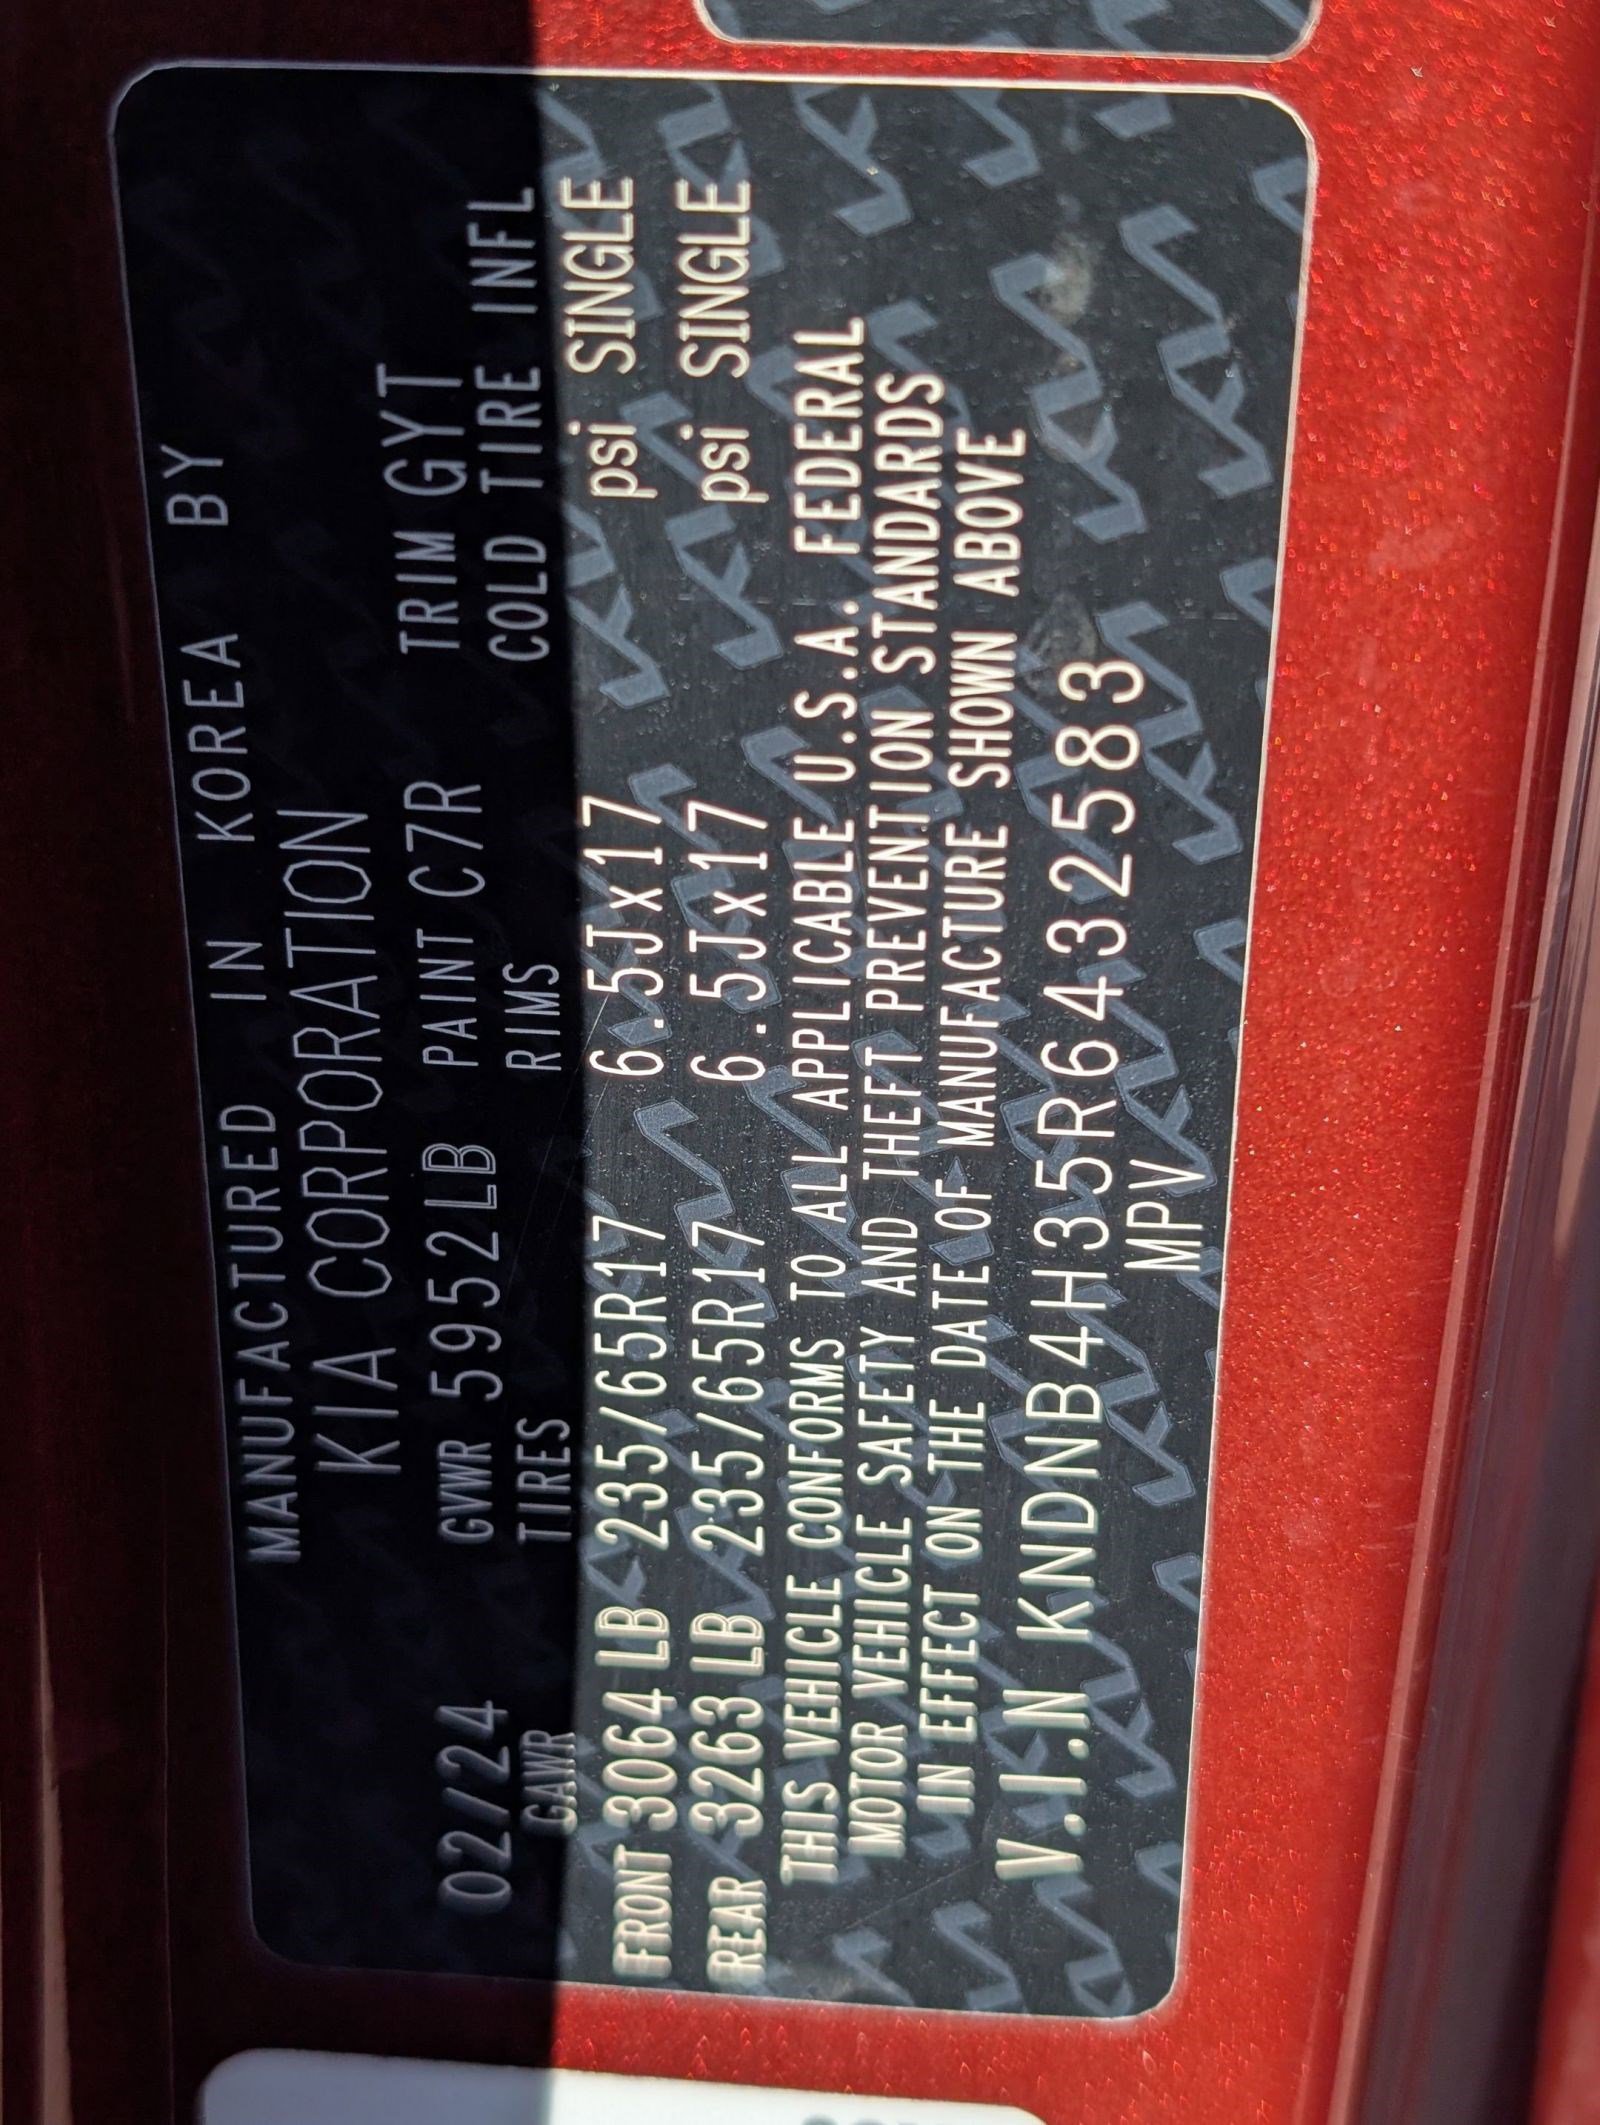 MANUFACTURED IN KOREA BY
KIA CORPORATION
02/24 GVWR 5952LB PAINT C7R TRIM GYT
GAWR TIRES RIMS COLD TIRE INFL
FRONT 3064 LB 235/65R17 6.5Jx17 psi SINGLE
REAR 3263 LB 235/65R17 6.5Jx17 psi SINGLE
THIS VEHICLE CONFORMS TO ALL APPLICABLE U.S.A. FEDERAL
MOTOR VEHICLE SAFETY AND THEFT PREVENTION STANDARDS
IN EFFECT ON THE DATE OF MANUFACTURE SHOWN ABOVE
V.I.N KNDNB4H35R6432583
MPV